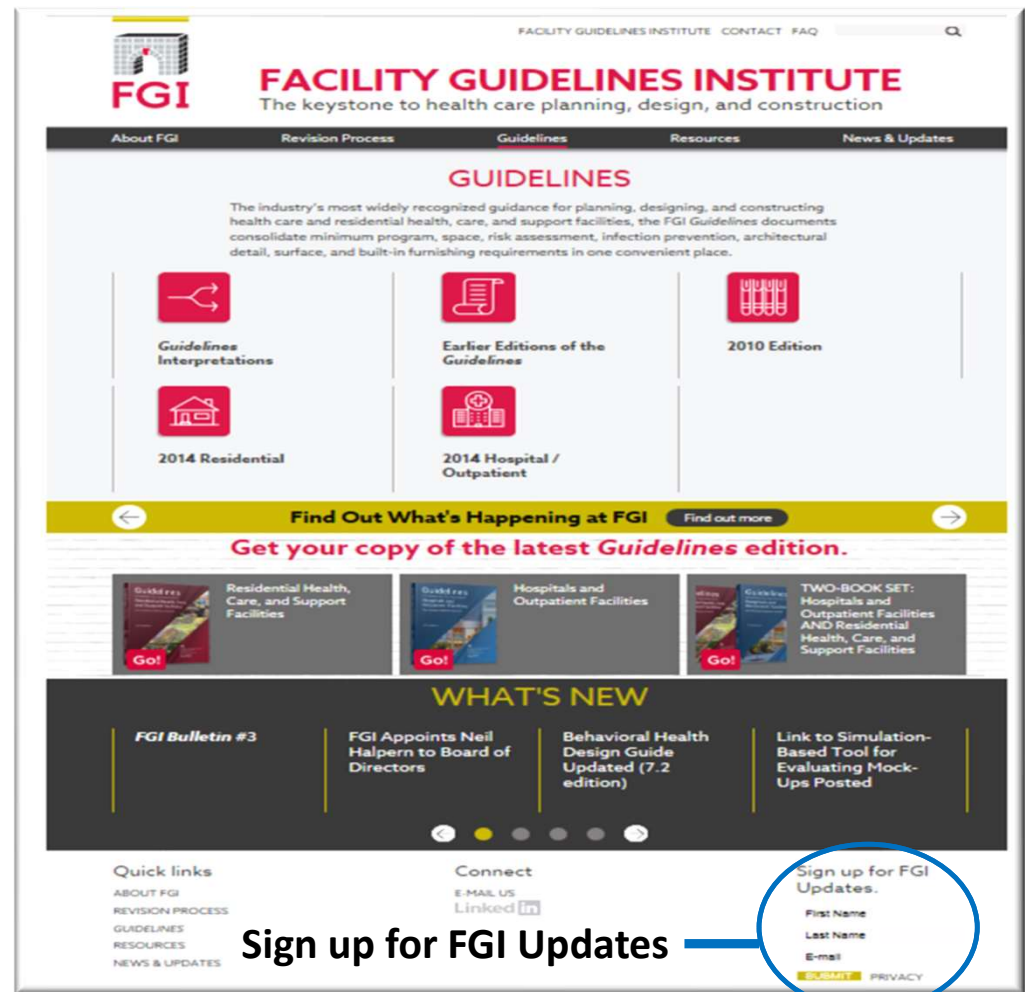 FACILITY GUIDELINES INSTITUTE CONTACT FAQ
FGI
FACILITY GUIDELINES INSTITUTE
The keystone to health care planning, design, and construction
About FGI Revision Process Guidelines Resources News & Updates
GUIDELINES
The industry's most widely recognized guidance for planning, designing, and constructing
health care and residential health, care, and support facilities, the FGI Guidelines documents
consolidate minimum program, space, risk assessment, infection prevention, architectural
detail, surface, and built-in furnishing requirements in one convenient place.
Guidelines
Interpretations
Earlier Editions of the
Guidelines
2010 Edition
2014 Residential
2014 Hospital /
Outpatient
Find Out What's Happening at FGI Find out more
Get your copy of the latest Guidelines edition.
Guidelines
Go!
Residential Health,
Care, and Support
Facilities
Guidelines
Go!
Hospitals and
Outpatient Facilities
Go!
TWO-BOOK SET:
Hospitals and
Outpatient Facilities
AND Residential
Health, Care, and
Support Facilities
WHAT'S NEW
FGI Bulletin #3
FGI Appoints Neil
Halpern to Board of
Directors
Behavioral Health
Design Guide
Updated (7.2
edition)
Link to Simulation-
Based Tool for
Evaluating Mock-
Ups Posted
Quick links
ABOUT FGI
REVISION PROCESS
GUIDELINES
RESOURCES
NEWS & UPDATES
Connect
E-MAIL US
Linked in
Sign up for FGI
Updates.
First Name
Last Name
E-mail
SUBMIT PRIVACY
Sign up for FGI Updates